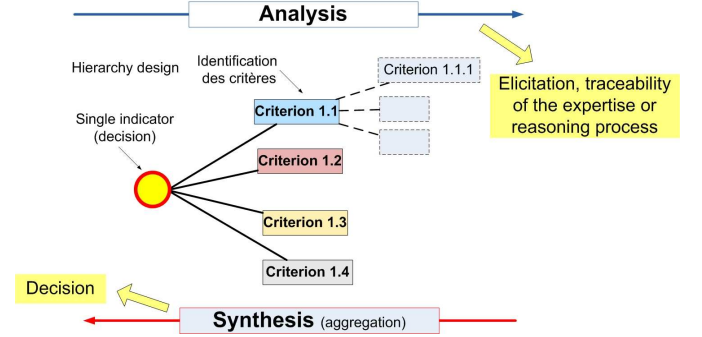 Analysis
Hierarchy design
Identification
des critères
Criterion 1.1.1
Elicitation, traceability
of the expertise or
reasoning process
Criterion 1.1
Single indicator
(decision)
Criterion 1.2
Criterion 1.3
Criterion 1.4
Decision
Synthesis (aggregation)